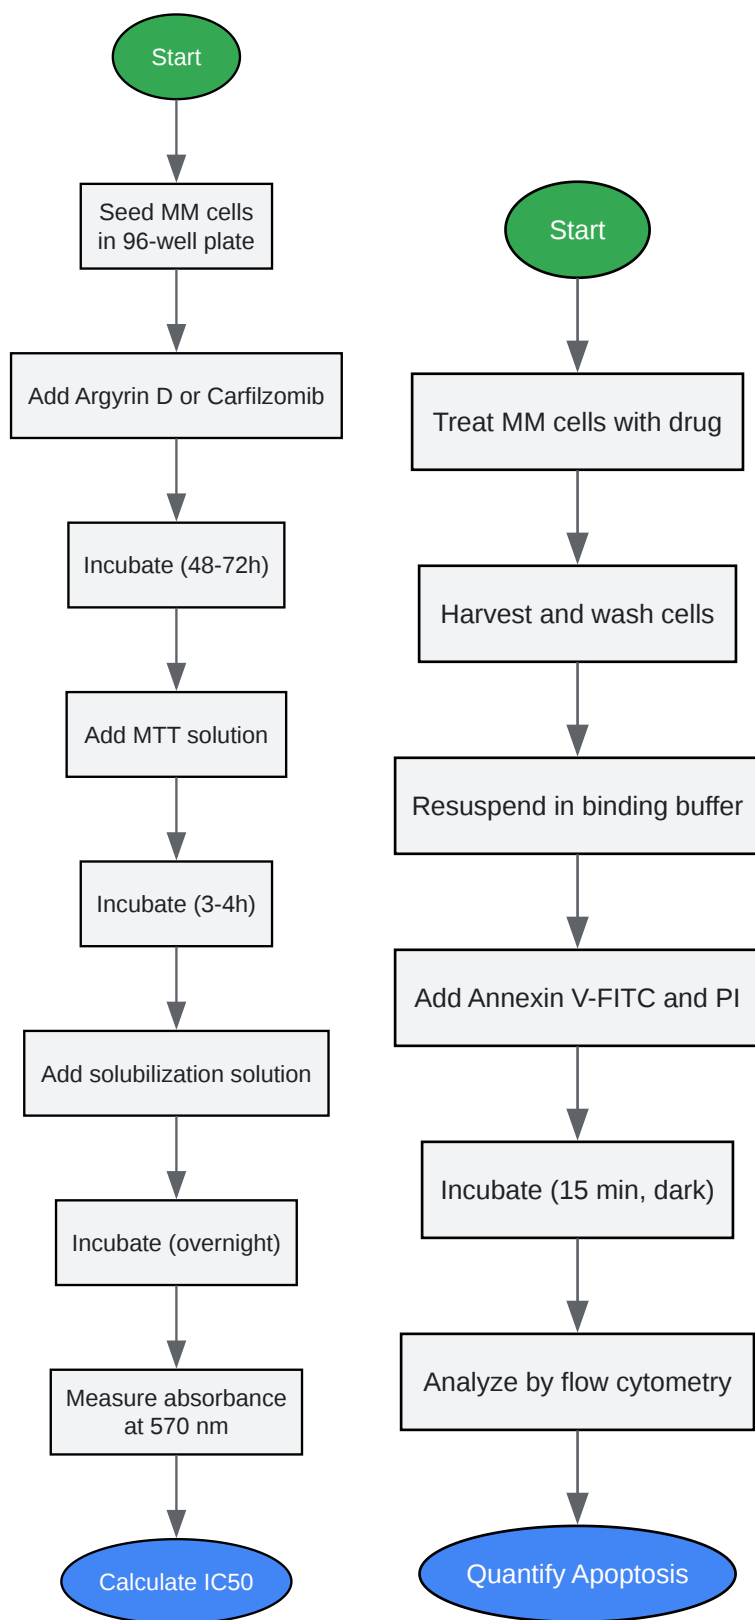 Start
Seed MM cells
in 96-well plate
Add Argyrin D or Carfilzomib
Incubate (48-72h)
Add MTT solution
Incubate (3-4h)
Add solubilization solution
Incubate (overnight)
Measure absorbance
at 570 nm
Calculate IC50
Start
Treat MM cells with drug
Harvest and wash cells
Resuspend in binding buffer
Add Annexin V-FITC and PI
Incubate (15 min, dark)
Analyze by flow cytometry
Quantify Apoptosis